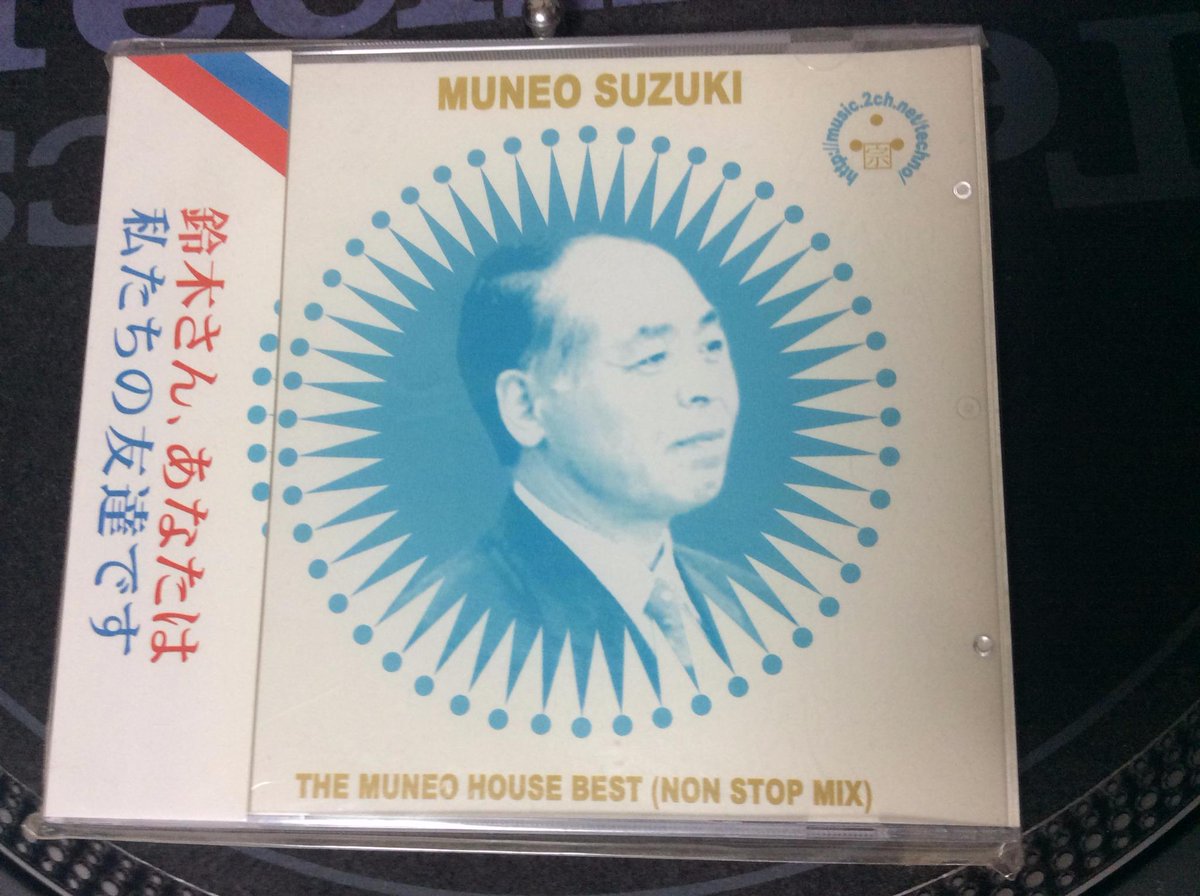 MUNEO SUZUKI
http://music.2ch.net/techno/
宗
鈴木さん、あなたは
私たちの友達です
THE MUNEO HOUSE BEST (NON STOP MIX)